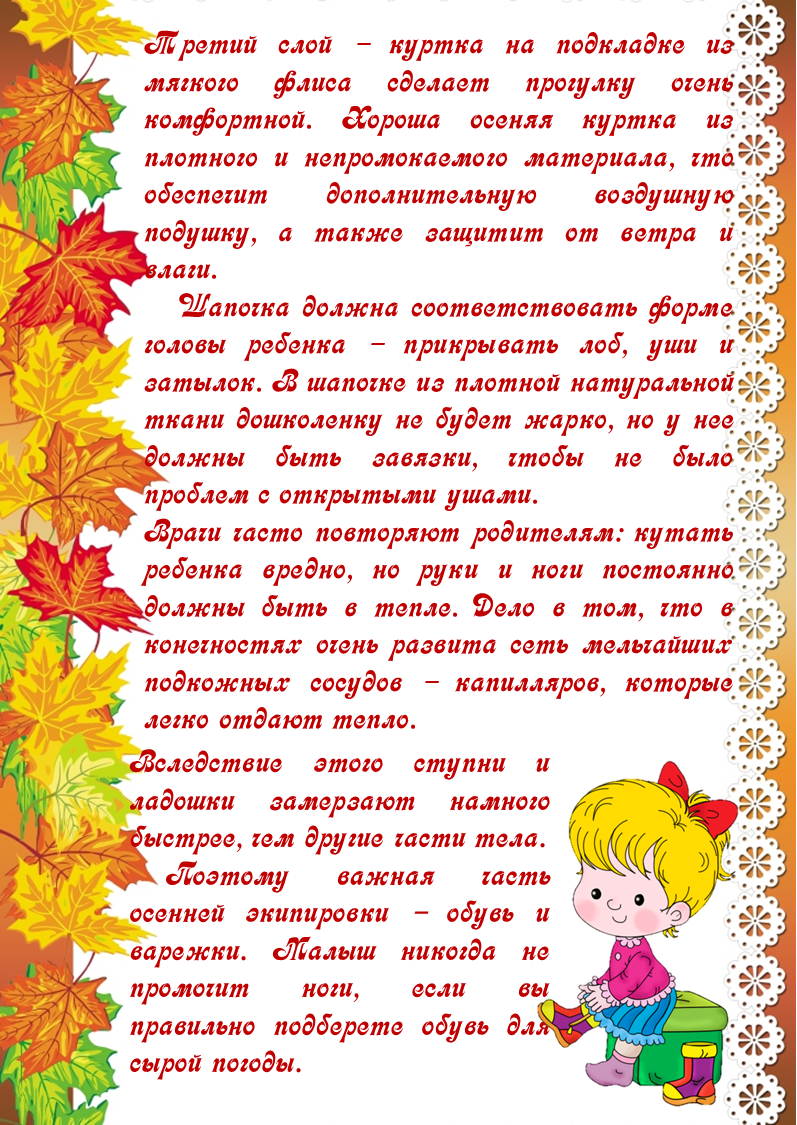 Третий слой – куртка на подкладке из
мягкого флиса сделает прогулку очень
комфортной. Хороша осеняя куртка из
плотного и непромокаемого материала, что
обеспечит дополнительную воздушную
подушку, а также защитит от ветра и
влаги.
Шапочка должна соответствовать форме
головы ребенка – прикрывать лоб, уши и
затылок. В шапочке из плотной натуральной
ткани дошколенку не будет жарко, но у нее
должны быть завязки, чтобы не было
проблем с открытыми ушами.
Врачи часто повторяют родителям: кутать
ребенка вредно, но руки и ноги постоянно
должны быть в тепле. Дело в том, что в
конечностях очень развита сеть мельчайших
подкожных сосудов – капилляров, которые
легко отдают тепло.
Вследствие этого ступни и
ладошки замерзают намного
быстрее, чем другие части тела.
Поэтому важная часть
осенней экипировки – обувь и
варежки. Малыш никогда не
промочит ноги, если вы
правильно подберете обувь для
сырой погоды.